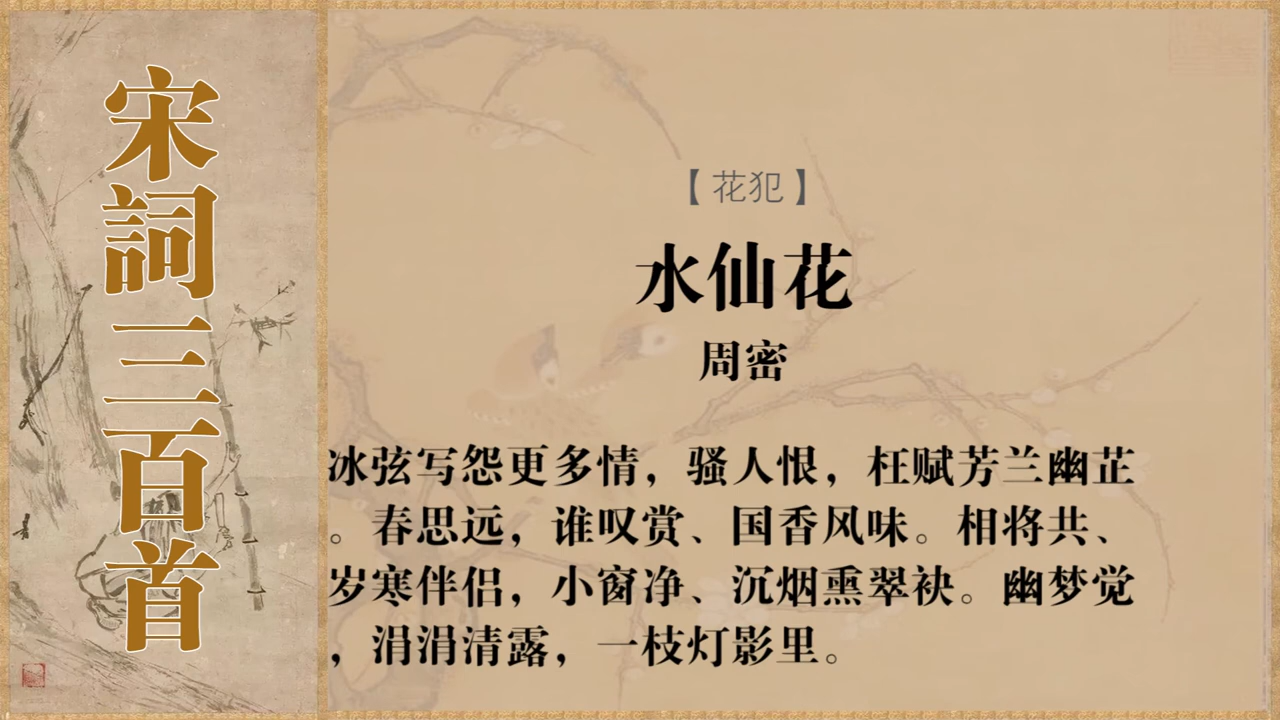 宋詞三百首
【花犯】
水仙花
周密
冰弦写怨更多情，骚人恨，枉赋芳兰幽芷
。春思远，谁叹赏、国香风味。相将共、
岁寒伴侣，小窗净、沉烟熏翠袂。幽梦觉
，涓涓清露，一枝灯影里。